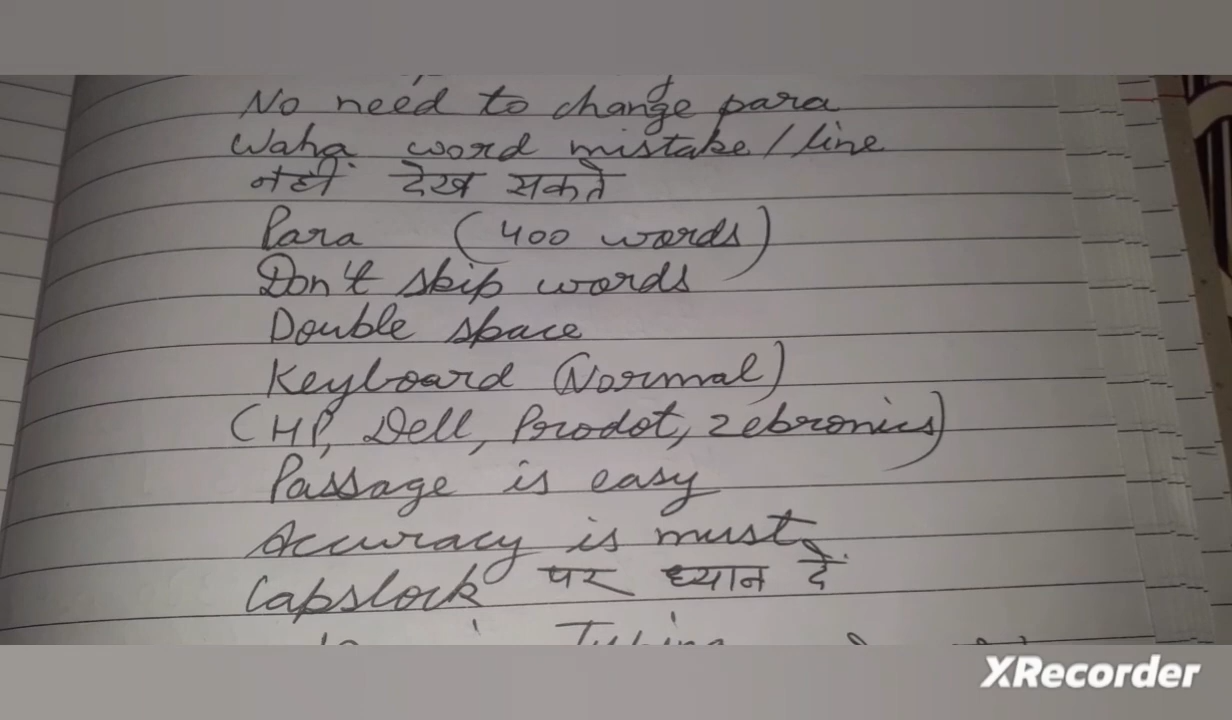 No need to change para
Waha word mistake/line
नहीं देख सकते
Para (400 words)
Don't skip words
Double space
Keyboard (Normal)
(HP, Dell, Prodot, Zebronics)
Passage is easy
Accuracy is must
Capslock पर ध्यान दें
Typing
XRecorder